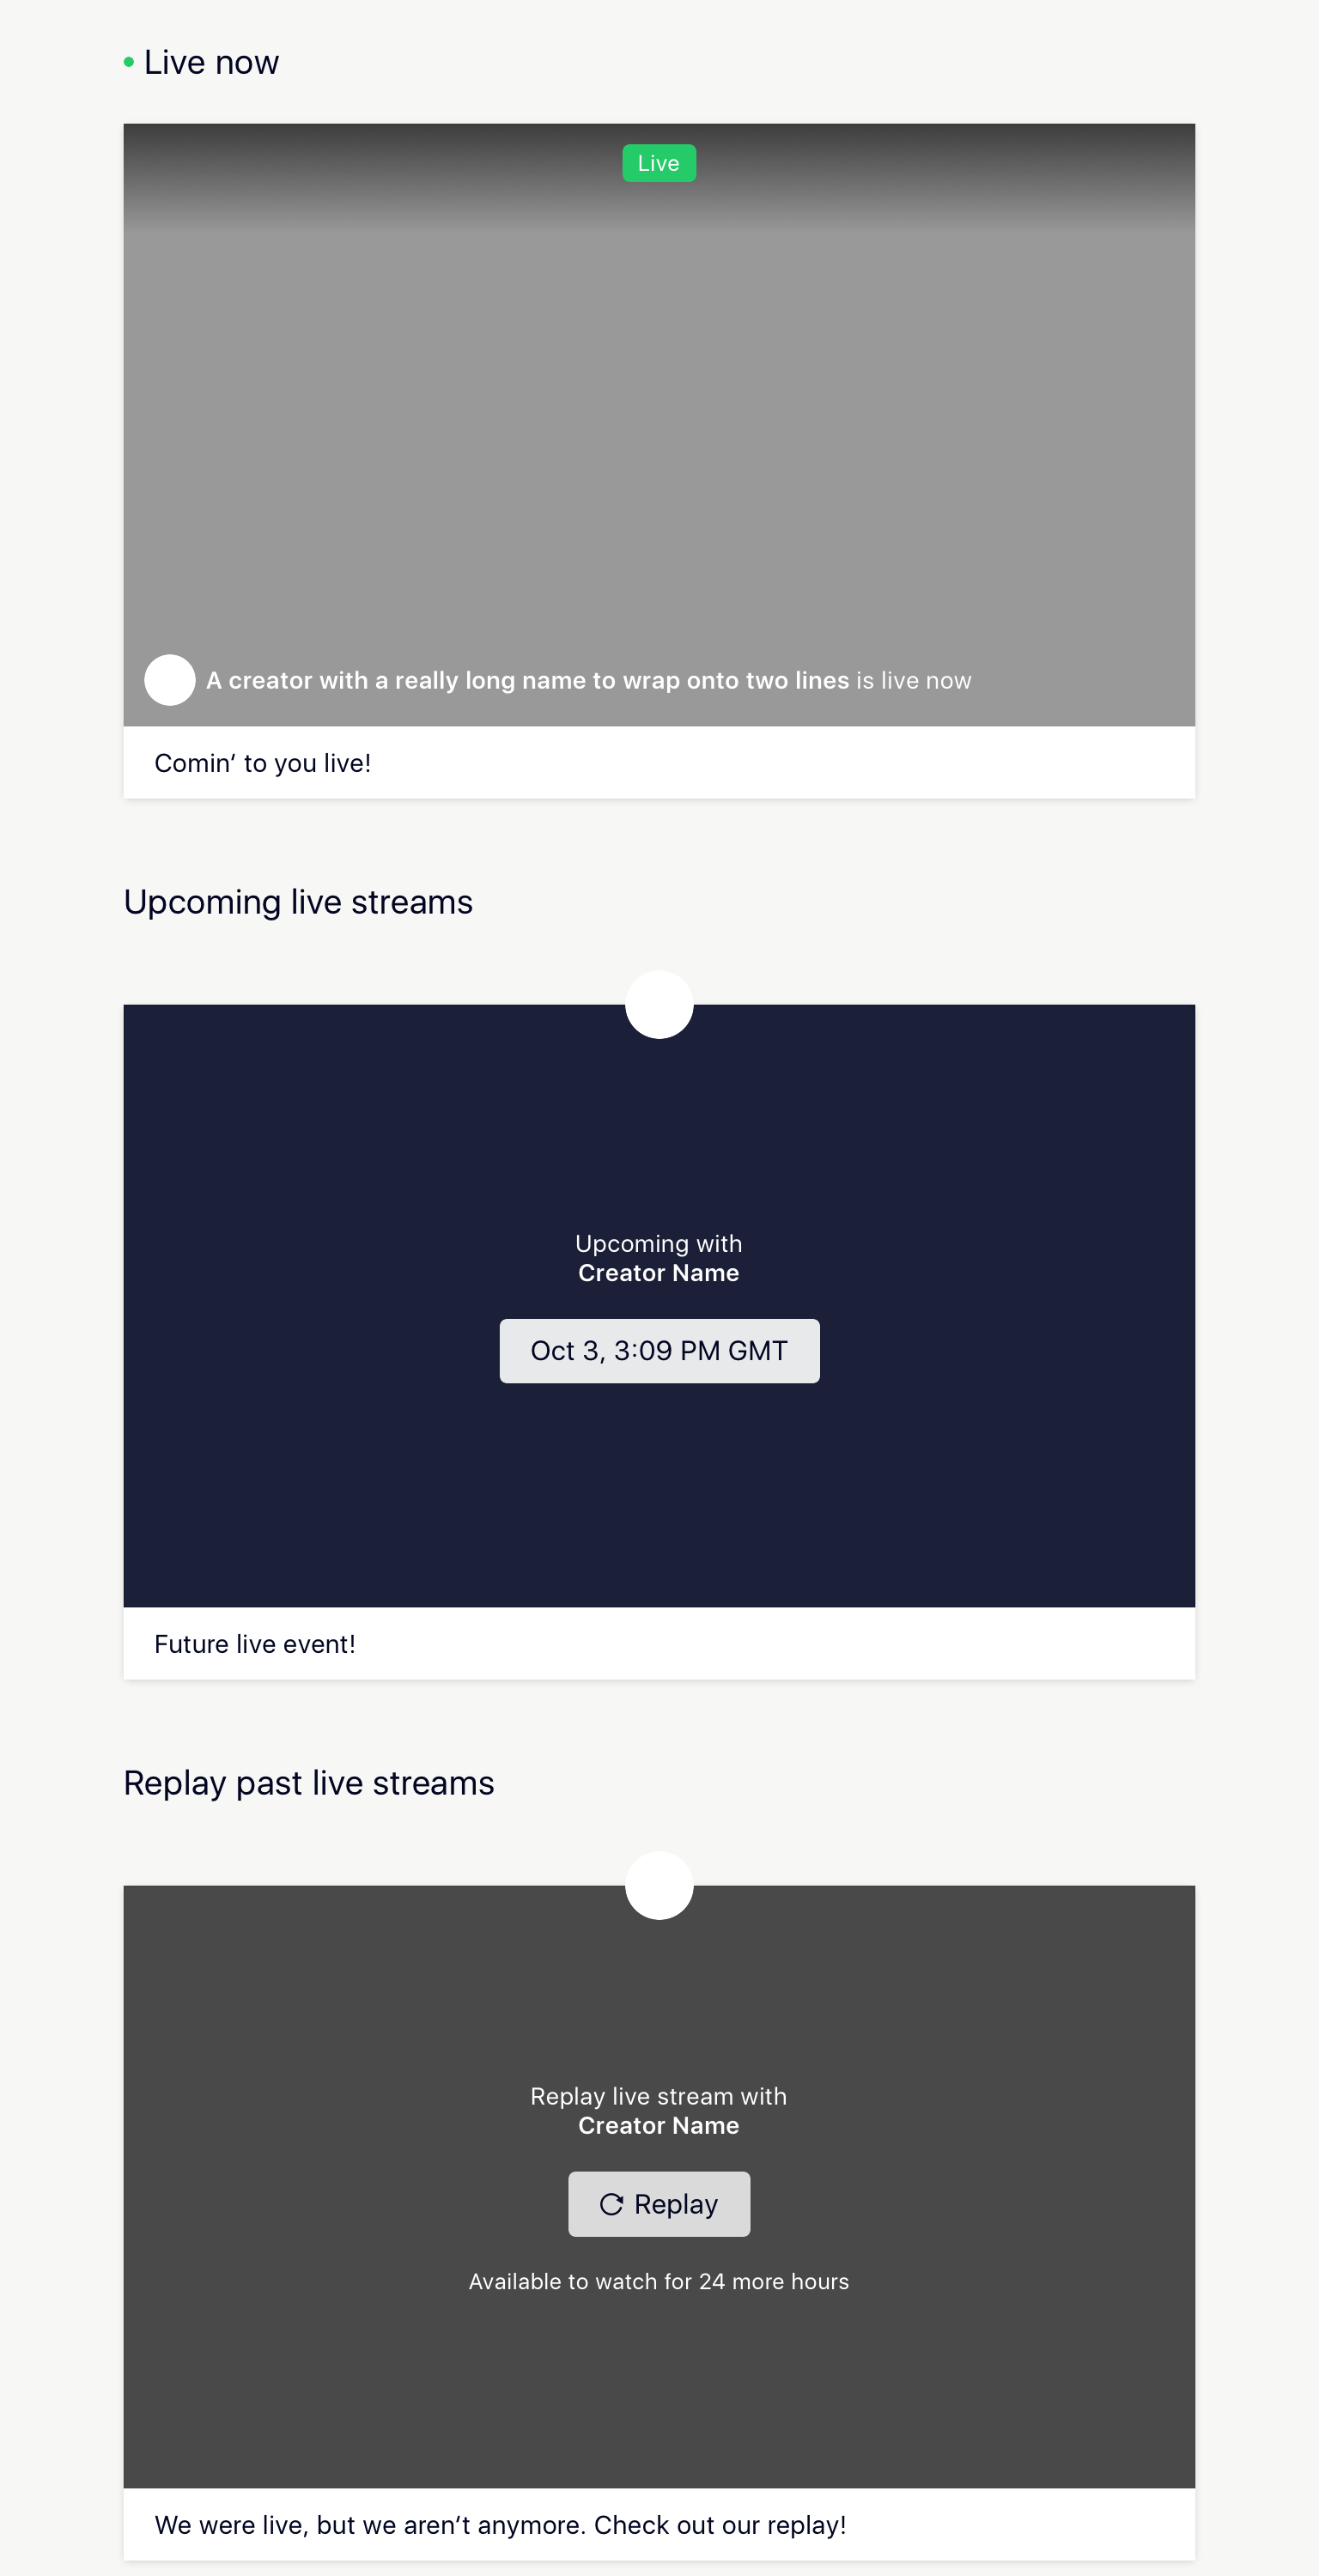 Live now
Live
A creator with a really long name to wrap onto two lines is live now
Comin’ to you live!
Upcoming live streams
Upcoming with
Creator Name
Oct 3, 3:09 PM GMT
Future live event!
Replay past live streams
Replay live stream with
Creator Name
Replay
Available to watch for 24 more hours
We were live, but we aren’t anymore. Check out our replay!